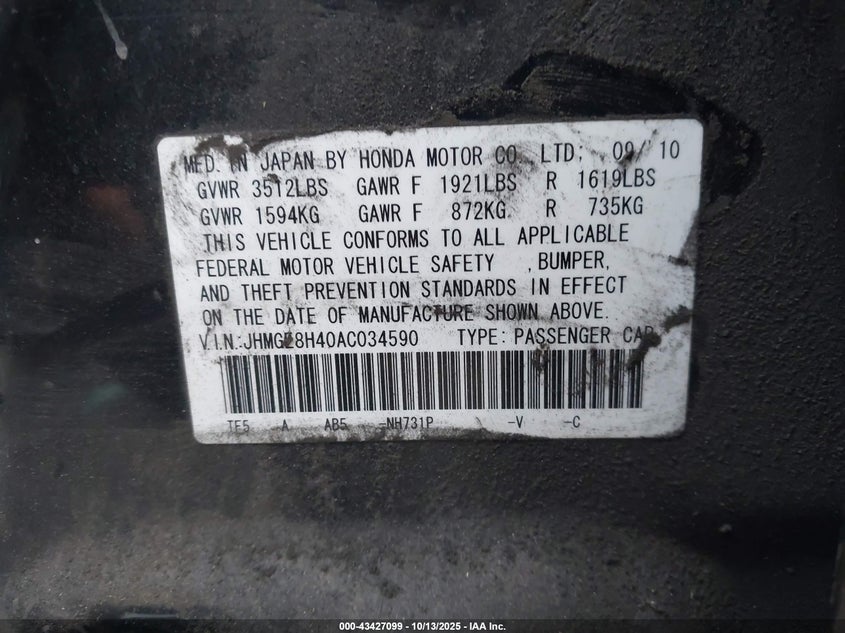 MFD. IN JAPAN BY HONDA MOTOR CO., LTD; 09/10
GVWR 3512LBS GAWR F 1921LBS R 1619LBS
GVWR 1594KG GAWR F 872KG R 735KG
THIS VEHICLE CONFORMS TO ALL APPLICABLE
FEDERAL MOTOR VEHICLE SAFETY , BUMPER,
AND THEFT PREVENTION STANDARDS IN EFFECT
ON THE DATE OF MANUFACTURE SHOWN ABOVE.
V.I.N.: TYPE: PASSENGER CAR
TF5 A AB5 -NH731P -V -C
000-43427099 | 10/13/2025 - IAA Inc.